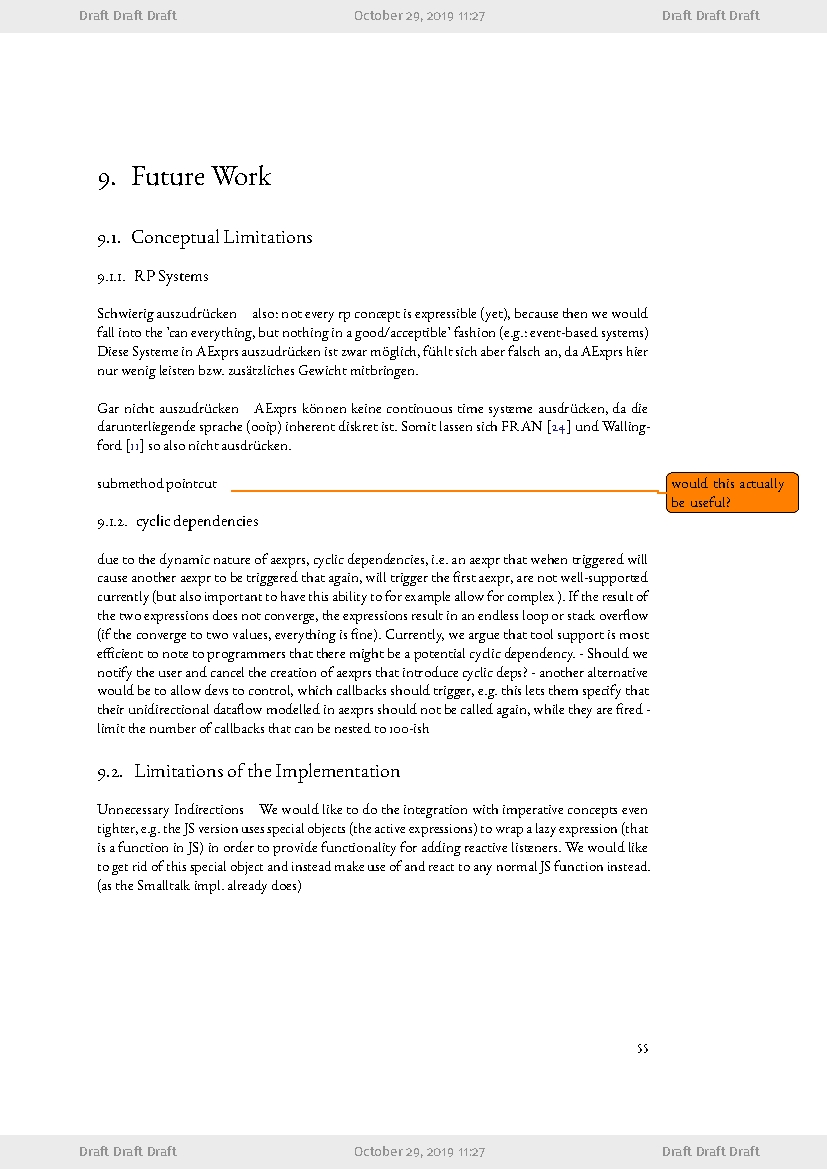 Draft Draft Draft October 29, 2019 11:27 Draft Draft Draft
9. Future Work
9.1. Conceptual Limitations
9.1.1. RP Systems
Schwierig auszudrücken also: not every rp concept is expressible (yet), because then we would
fall into the 'can everything, but nothing in a good/acceptible' fashion (e.g.: event-based systems)
Diese Systeme in AExprs auszudrücken ist zwar möglich, fühlt sich aber falsch an, da AExprs hier
nur wenig leisten bzw. zusätzliches Gewicht mitbringen.
Gar nicht auszudrücken AExprs können keine continuous time systeme ausdrücken, da die
darunterliegende sprache (ooip) inherent diskret ist. Somit lassen sich FRAN [24] und Walling-
ford [11] so also nicht ausdrücken.
submethod pointcut
would this actually
be useful?
9.1.2. cyclic dependencies
due to the dynamic nature of aexprs, cyclic dependencies, i.e. an aexpr that wehen triggered will
cause another aexpr to be triggered that again, will trigger the first aexpr, are not well-supported
currently (but also important to have this ability to for example allow for complex ). If the result of
the two expressions does not converge, the expressions result in an endless loop or stack overflow
(if the converge to two values, everything is fine). Currently, we argue that tool support is most
efficient to note to programmers that there might be a potential cyclic dependency. - Should we
notify the user and cancel the creation of aexprs that introduce cyclic deps? - another alternative
would be to allow devs to control, which callbacks should trigger, e.g. this lets them specify that
their unidirectional dataflow modelled in aexprs should not be called again, while they are fired -
limit the number of callbacks that can be nested to 100-ish
9.2. Limitations of the Implementation
Unnecessary Indirections We would like to do the integration with imperative concepts even
tighter, e.g. the JS version uses special objects (the active expressions) to wrap a lazy expression (that
is a function in JS) in order to provide functionality for adding reactive listeners. We would like
to get rid of this special object and instead make use of and react to any normal JS function instead.
(as the Smalltalk impl. already does)
55
Draft Draft Draft October 29, 2019 11:27 Draft Draft Draft